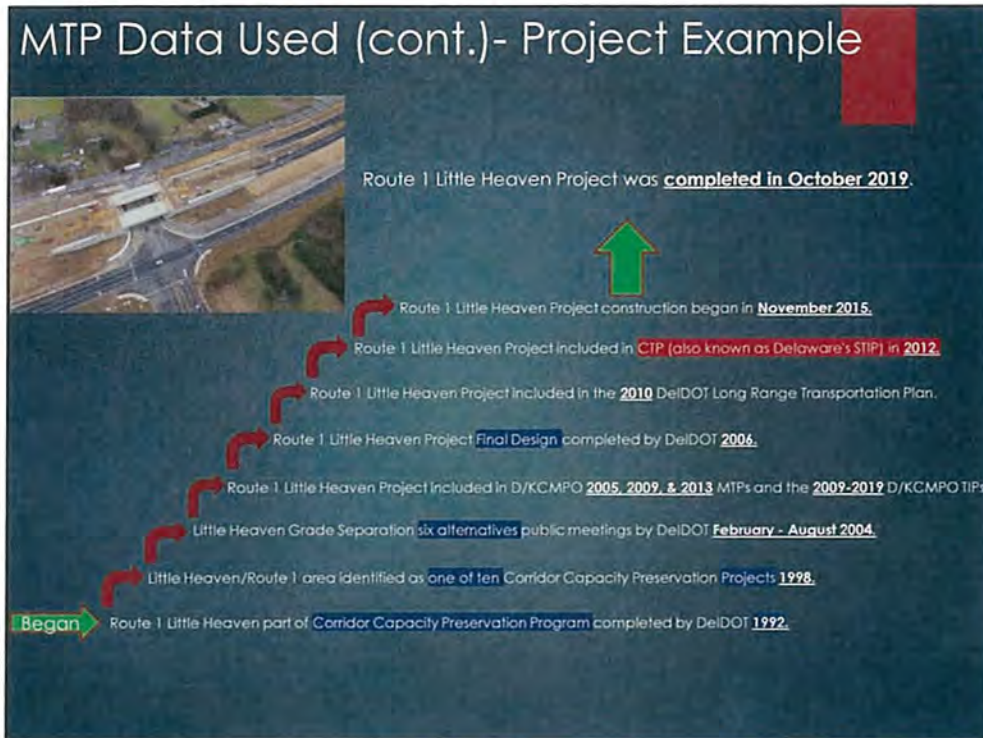 MTP Data Used (cont.)- Project Example
Route 1 Little Heaven Project was completed in October 2019.
Route 1 Little Heaven Project construction began in November 2015.
Route 1 Little Heaven Project included in CTP (also known as Delaware's STIP) in 2012.
Route 1 Little Heaven Project included in the 2010 DelDOT Long Range Transportation Plan.
Route 1 Little Heaven Project Final Design completed by DelDOT 2006.
Route 1 Little Heaven Project included in D/KCMPO 2005, 2009, & 2013 MTPs and the 2009-2019 D/KCMPO TIPs
Little Heaven Grade Separation six alternatives public meetings by DelDOT February - August 2004.
Little Heaven/Route 1 area identified as one of ten Corridor Capacity Preservation Projects 1998.
Began Route 1 Little Heaven part of Corridor Capacity Preservation Program completed by DelDOT 1992.